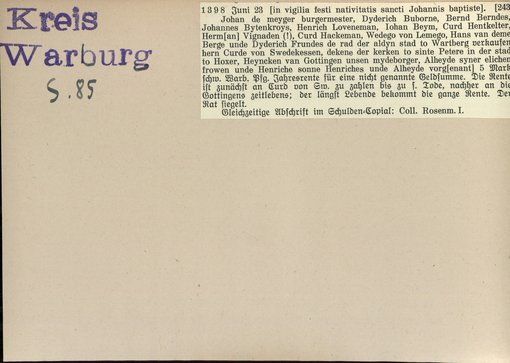 Kreis
Warburg
S. 85
1398 Juni 23 [in vigilia festi nativitatis sancti Johannis baptiste]. [243
Johan de meyger burgermester, Dyderich Buborne, Bernd Berndes,
Johannes Bytenkroys, Henrich Loveneman, Johan Beym, Curd Hentkelter,
Herm[an] Vignaden (!), Curd Hackeman, Wedego von Lemego, Hans van deme
Berge unde Dyderich Frundes de rad der aldyn stad to Wartberg verkaufen
hern Curde von Swedekessen, dekene der kerken to sinte Petere in der stad
to Hoxer, Heyncken van Gottingen unsen mydeborger, Alheyde syner elichen
frowen unde Henriche sonne Henriches unde Alheyde vorg[enant] 5 Mark
schw. Warb. Pfg. Jahresrente für eine nicht genannte Geldsumme. Die Rente
ist zunächst an Curd von Sw. zu zahlen bis zu s. Tode, nachher an die
Gottingens zeitlebens; der längst Lebende bekommt die ganze Rente. Der
Rat siegelt.
Gleichzeitige Abschrift im Schulden-Copial: Coll. Rosenm. I.